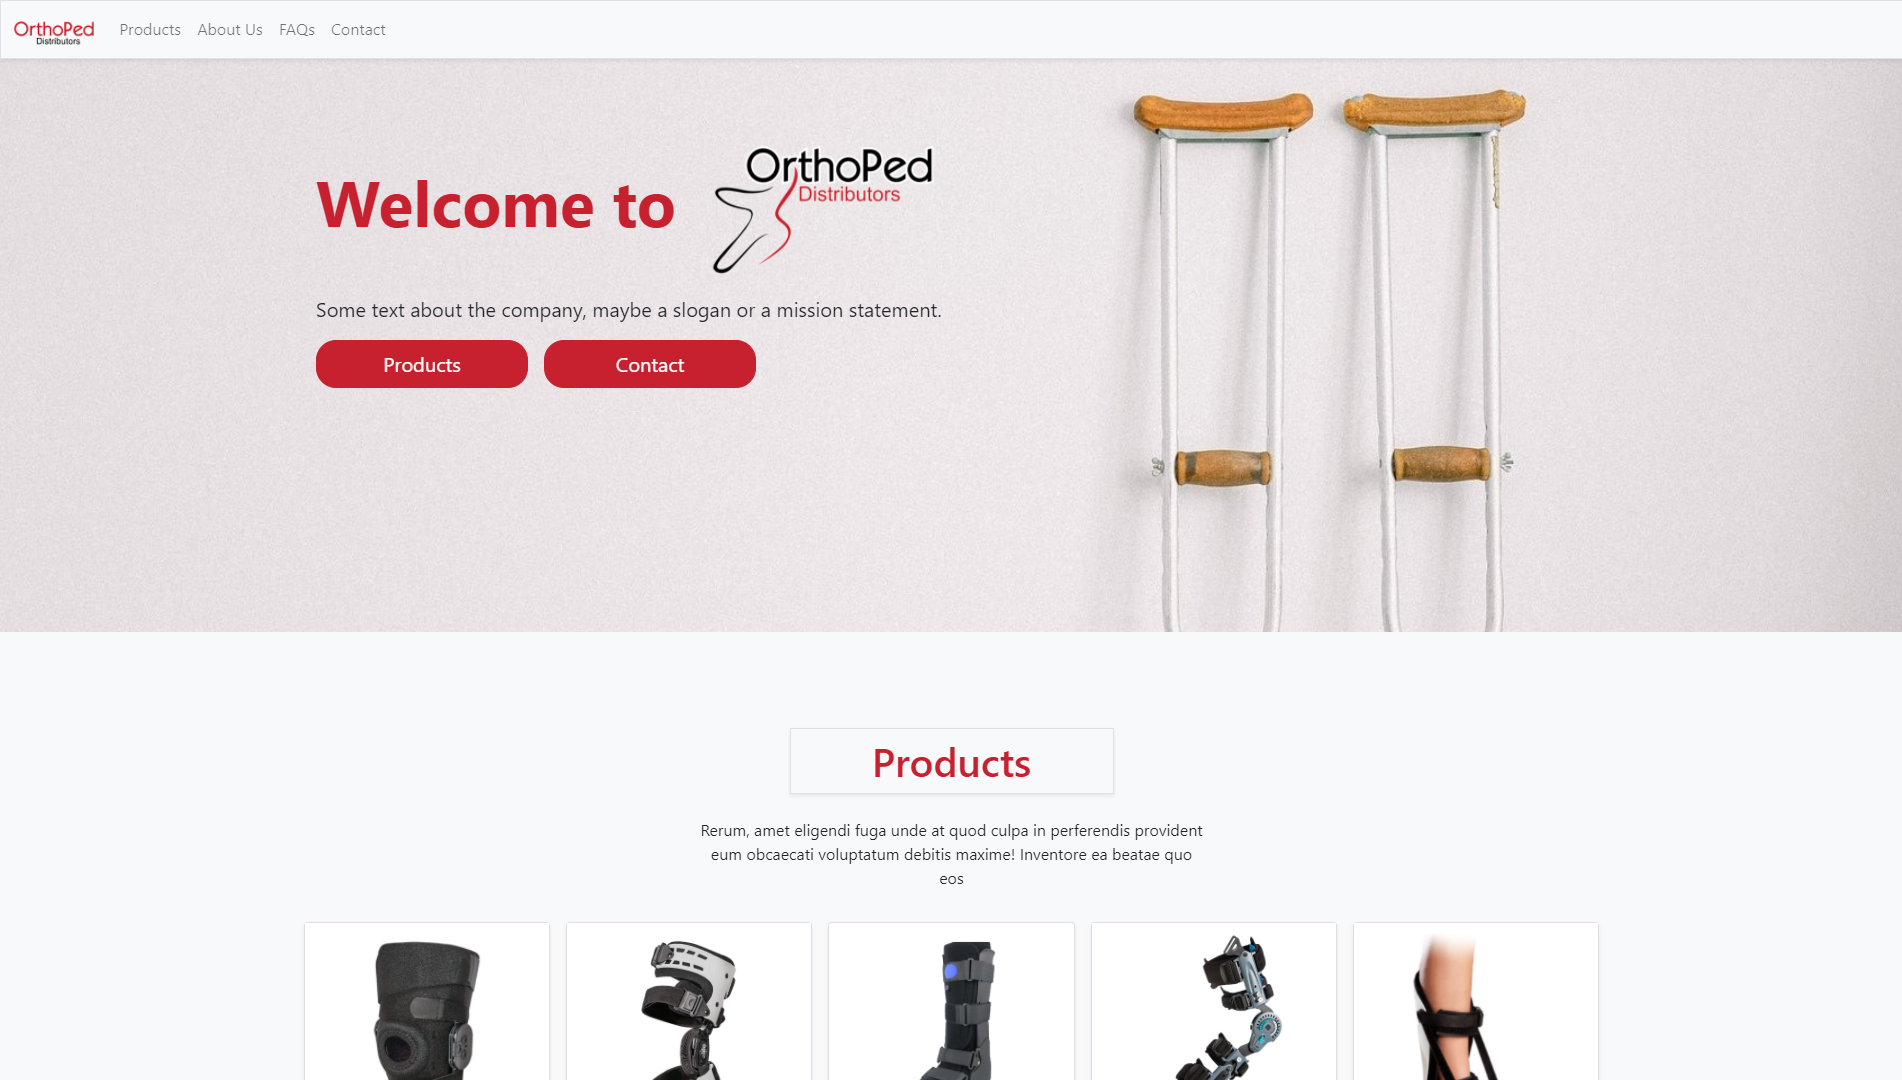 OrthoPed
Distributors
Products
About Us
FAQs
Contact
Welcome to
OrthoPed
Distributors
Some text about the company, maybe a slogan or a mission statement.
Products
Contact
Products
Rerum, amet eligendi fuga unde at quod culpa in perferendis provident
eum obcaecati voluptatum debitis maxime! Inventore ea beatae quo
eos